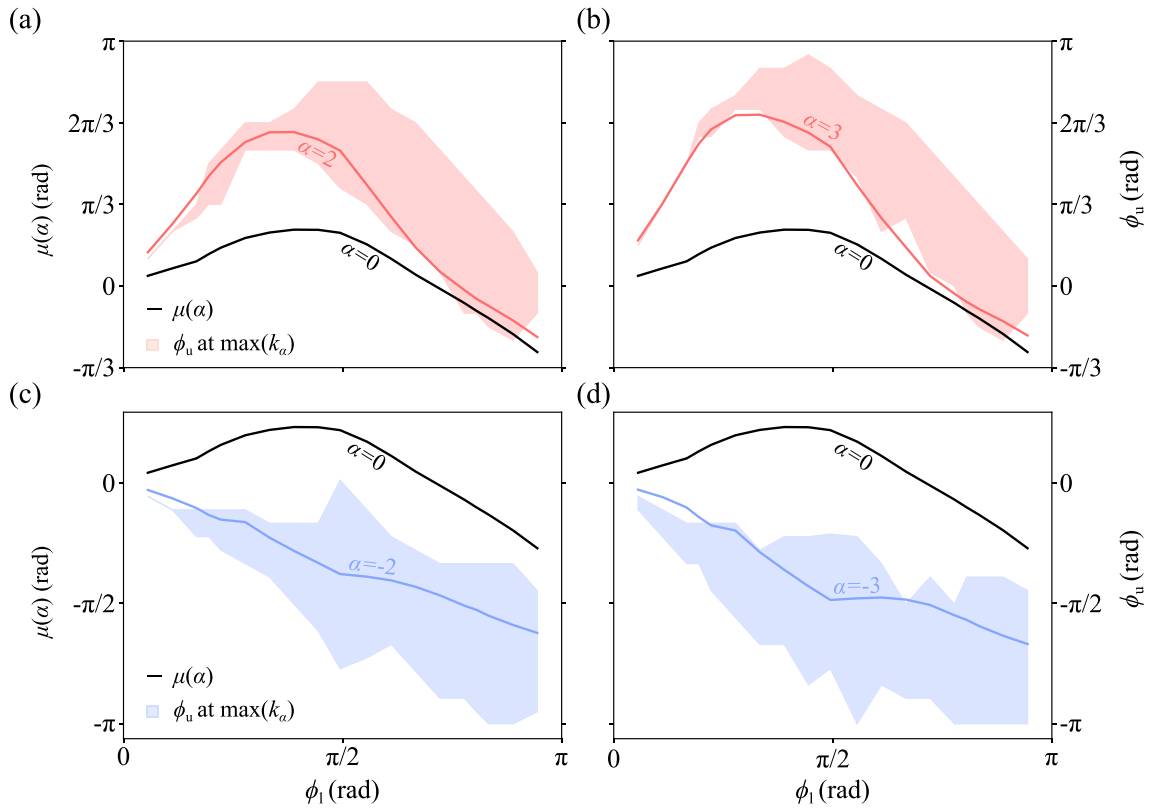 (a)
(b)
π
2π/3
π/3
0
-π/3
μ(α) (rad)
α=2
α=0
μ(α)
ϕu at max(kα)
α=3
α=0
π
2π/3
π/3
0
-π/3
ϕu (rad)
(c)
(d)
0
-π/2
-π
μ(α) (rad)
α=0
α=-2
μ(α)
ϕu at max(kα)
0
π/2
π
ϕl (rad)
α=0
α=-3
0
-π/2
-π
ϕu (rad)
0
π/2
π
ϕl (rad)